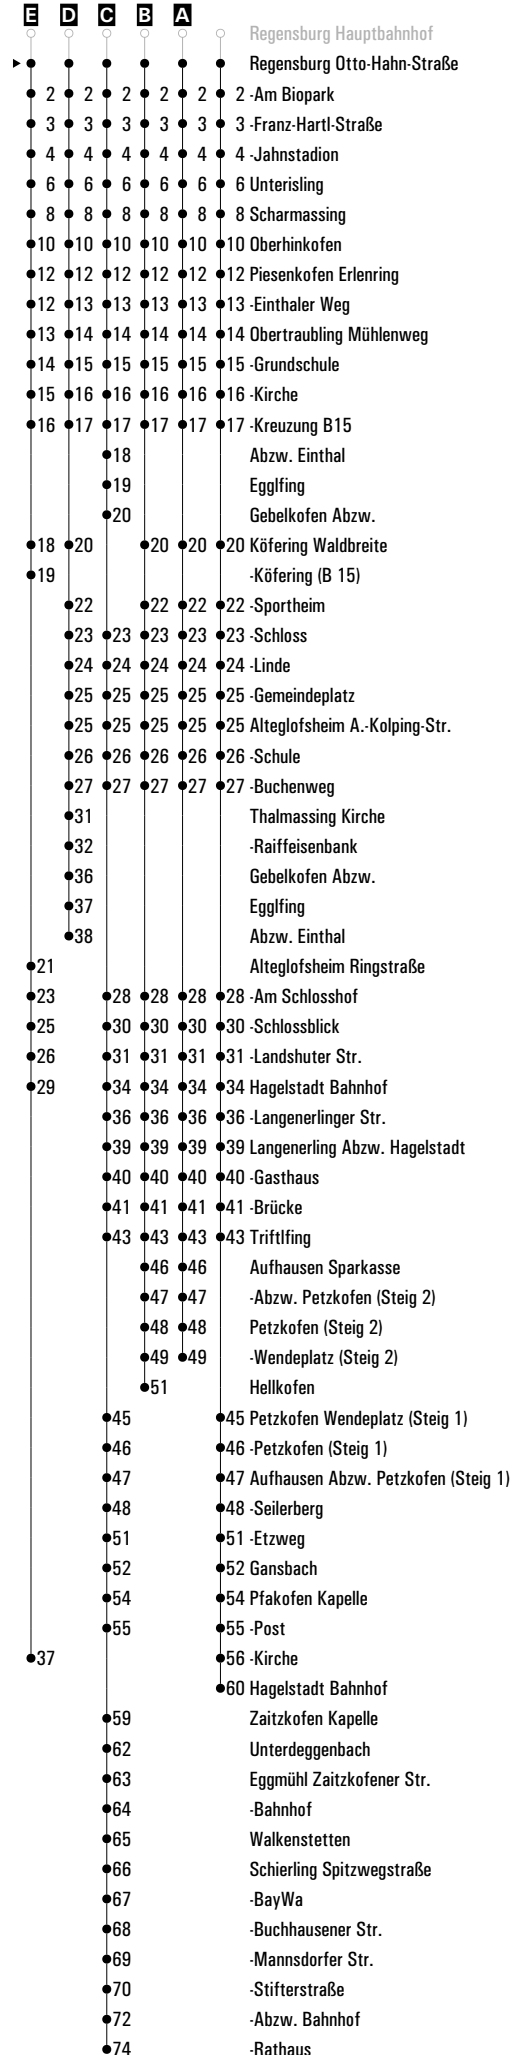 E D C B A
Regensburg Hauptbahnhof
Regensburg Otto-Hahn-Straße
2 2 2 2 2 2 -Am Biopark
3 3 3 3 3 3 -Franz-Hartl-Straße
4 4 4 4 4 4 -Jahnstadion
6 6 6 6 6 6 Unterisling
8 8 8 8 8 8 Scharmassing
10 10 10 10 10 10 Oberhinkofen
12 12 12 12 12 12 Piesenkofen Erlenring
12 13 13 13 13 13 -Einthaler Weg
13 14 14 14 14 14 Obertraubling Mühlenweg
14 15 15 15 15 15 -Grundschule
15 16 16 16 16 16 -Kirche
16 17 17 17 17 17 -Kreuzung B15
18 Abzw. Einthal
19 Egglfing
20 Gebelkofen Abzw.
18 20 20 20 20 Köfering Waldbreite
19 -Köfering (B 15)
22 22 22 22 -Sportheim
23 23 23 23 23 -Schloss
24 24 24 24 24 -Linde
25 25 25 25 25 -Gemeindeplatz
25 25 25 25 25 Alteglofsheim A.-Kolping-Str.
26 26 26 26 26 -Schule
27 27 27 27 27 -Buchenweg
31 Thalmassing Kirche
32 -Raiffeisenbank
36 Gebelkofen Abzw.
37 Egglfing
38 Abzw. Einthal
21 Alteglofsheim Ringstraße
23 28 28 28 28 -Am Schlosshof
25 30 30 30 30 -Schlossblick
26 31 31 31 31 -Landshuter Str.
29 34 34 34 34 Hagelstadt Bahnhof
36 36 36 36 -Langenerlinger Str.
39 39 39 39 Langenerling Abzw. Hagelstadt
40 40 40 40 -Gasthaus
41 41 41 41 -Brücke
43 43 43 43 Triftlfing
46 46 Aufhausen Sparkasse
47 47 -Abzw. Petzkofen (Steig 2)
48 48 Petzkofen (Steig 2)
49 49 -Wendeplatz (Steig 2)
51 Hellkofen
45 45 Petzkofen Wendeplatz (Steig 1)
46 46 -Petzkofen (Steig 1)
47 47 Aufhausen Abzw. Petzkofen (Steig 1)
48 48 -Seilerberg
51 51 -Etzweg
52 52 Gansbach
54 54 Pfakofen Kapelle
55 55 -Post
37 56 -Kirche
60 Hagelstadt Bahnhof
59 Zaitzkofen Kapelle
62 Unterdeggenbach
63 Eggmühl Zaitzkofener Str.
64 -Bahnhof
65 Walkenstetten
66 Schierling Spitzwegstraße
67 -BayWa
68 -Buchhausener Str.
69 -Mannsdorfer Str.
70 -Stifterstraße
72 -Abzw. Bahnhof
74 -Rathaus